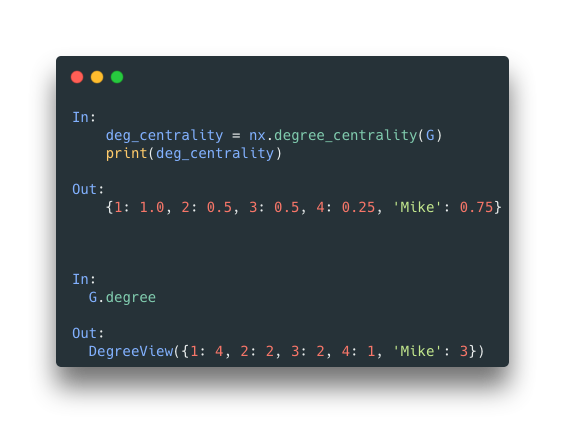 In:
deg_centrality = nx.degree_centrality(G)
print(deg_centrality)
Out:
{1: 1.0, 2: 0.5, 3: 0.5, 4: 0.25, 'Mike': 0.75}
In:
G.degree
Out:
DegreeView({1: 4, 2: 2, 3: 2, 4: 1, 'Mike': 3})